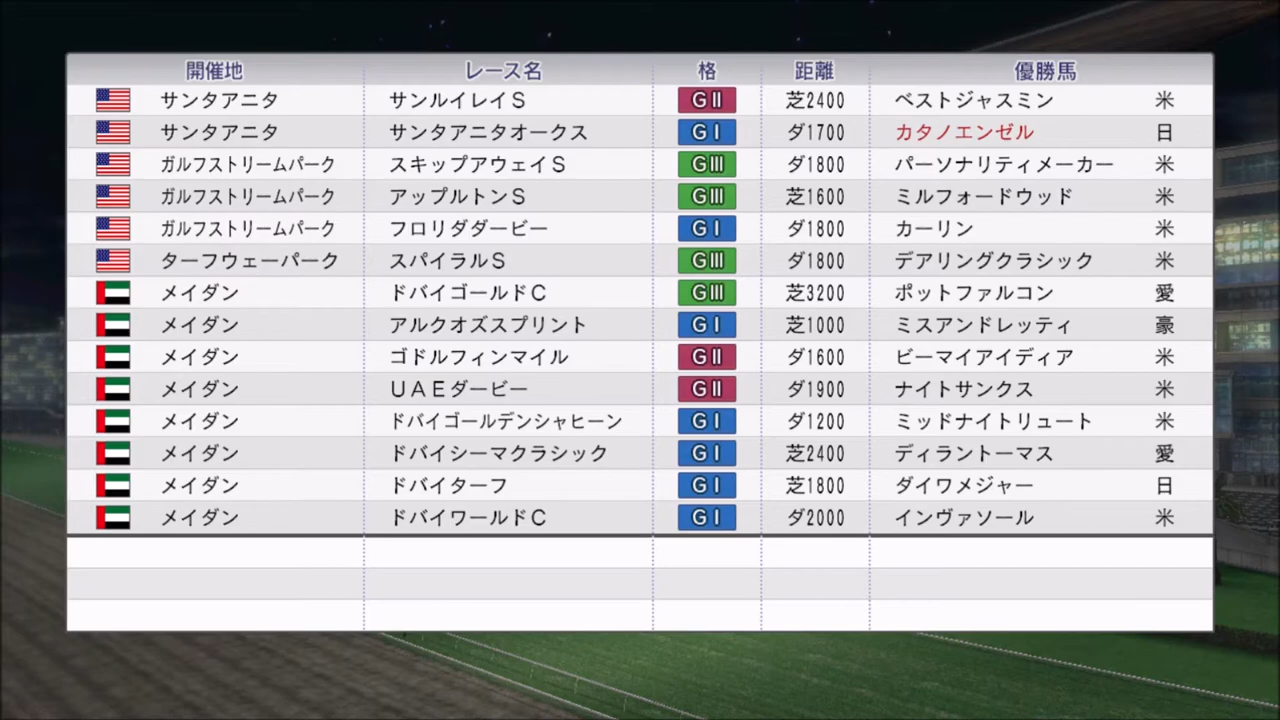 開催地 レース名 格 距離 優勝馬
サンタアニタ サンルイレイS GⅡ 芝2400 ベストジャスミン 米
サンタアニタ サンタアニタオークス GⅠ ダ1700 カタノエンゼル 日
ガルフストリームパーク スキップアウェイS GⅢ ダ1800 パーソナリティメーカー 米
ガルフストリームパーク アップルトンS GⅢ 芝1600 ミルフォードウッド 米
ガルフストリームパーク フロリダダービー GⅠ ダ1800 カーリン 米
ターフウェーパーク スパイラルS GⅢ ダ1800 デアリングクラシック 米
メイダン ドバイゴールドC GⅢ 芝3200 ポットファルコン 愛
メイダン アルクオズスプリント GⅠ 芝1000 ミスアンドレッティ 豪
メイダン ゴドルフィンマイル GⅡ ダ1600 ビーマイアイディア 米
メイダン UAEダービー GⅡ ダ1900 ナイトサンクス 米
メイダン ドバイゴールデンシャヒーン GⅠ ダ1200 ミッドナイトリュート 米
メイダン ドバイシーマクラシック GⅠ 芝2400 ディラントーマス 愛
メイダン ドバイターフ GⅠ 芝1800 ダイワメジャー 日
メイダン ドバイワールドC GⅠ ダ2000 インヴァソール 米